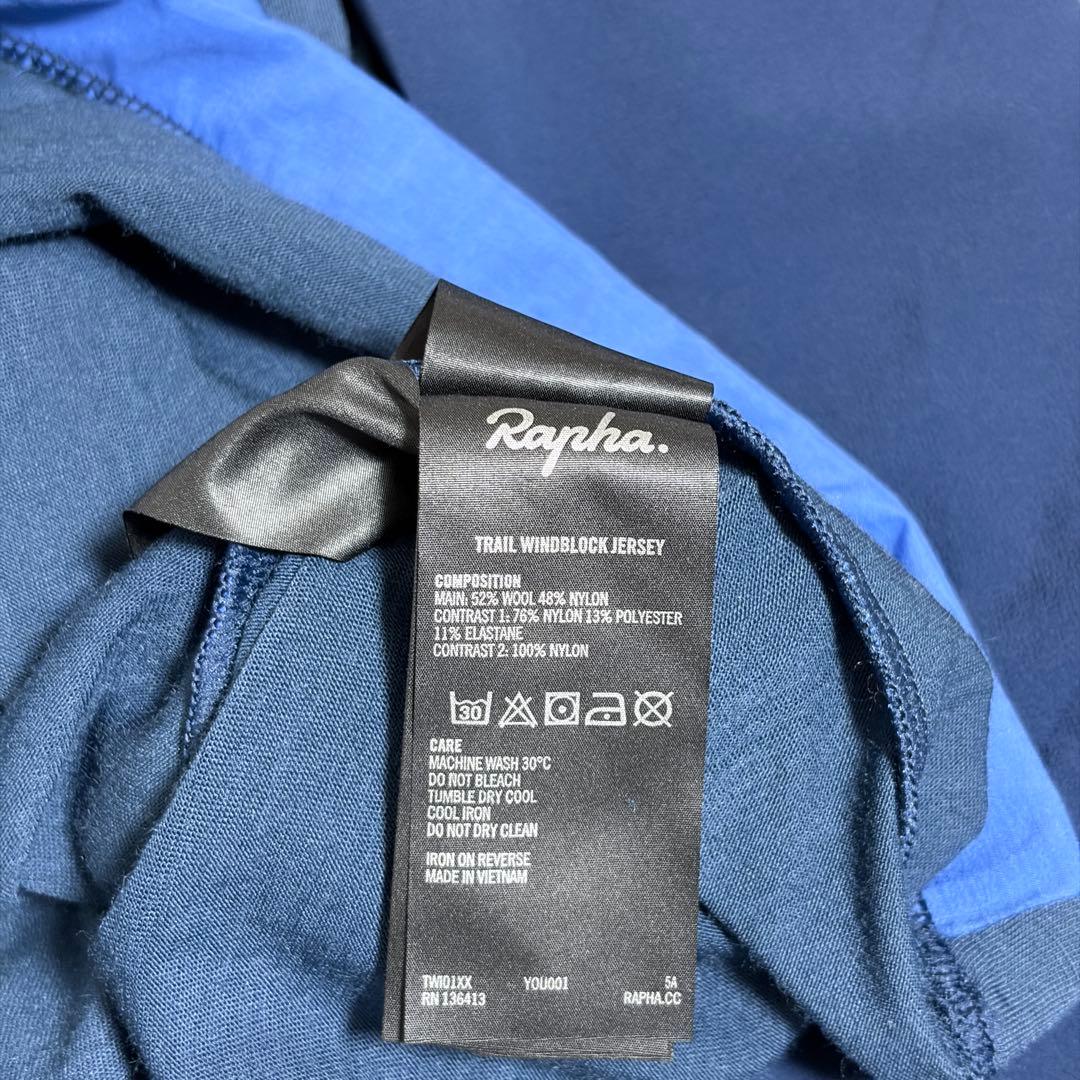 Rapha.
TRAIL WINDBLOCK JERSEY
COMPOSITION
MAIN: 52% WOOL 48% NYLON
CONTRAST 1: 76% NYLON 13% POLYESTER
11% ELASTANE
CONTRAST 2: 100% NYLON
30
CARE
MACHINE WASH 30°C
DO NOT BLEACH
TUMBLE DRY COOL
COOL IRON
DO NOT DRY CLEAN
IRON ON REVERSE
MADE IN VIETNAM
TWI01XX YOU001 5A
RN 136413 RAPHA.CC